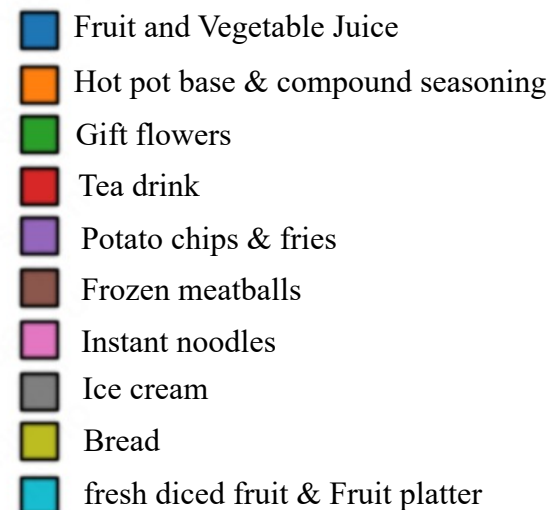 Fruit and Vegetable Juice
Hot pot base & compound seasoning
Gift flowers
Tea drink
Potato chips & fries
Frozen meatballs
Instant noodles
Ice cream
Bread
fresh diced fruit & Fruit platter